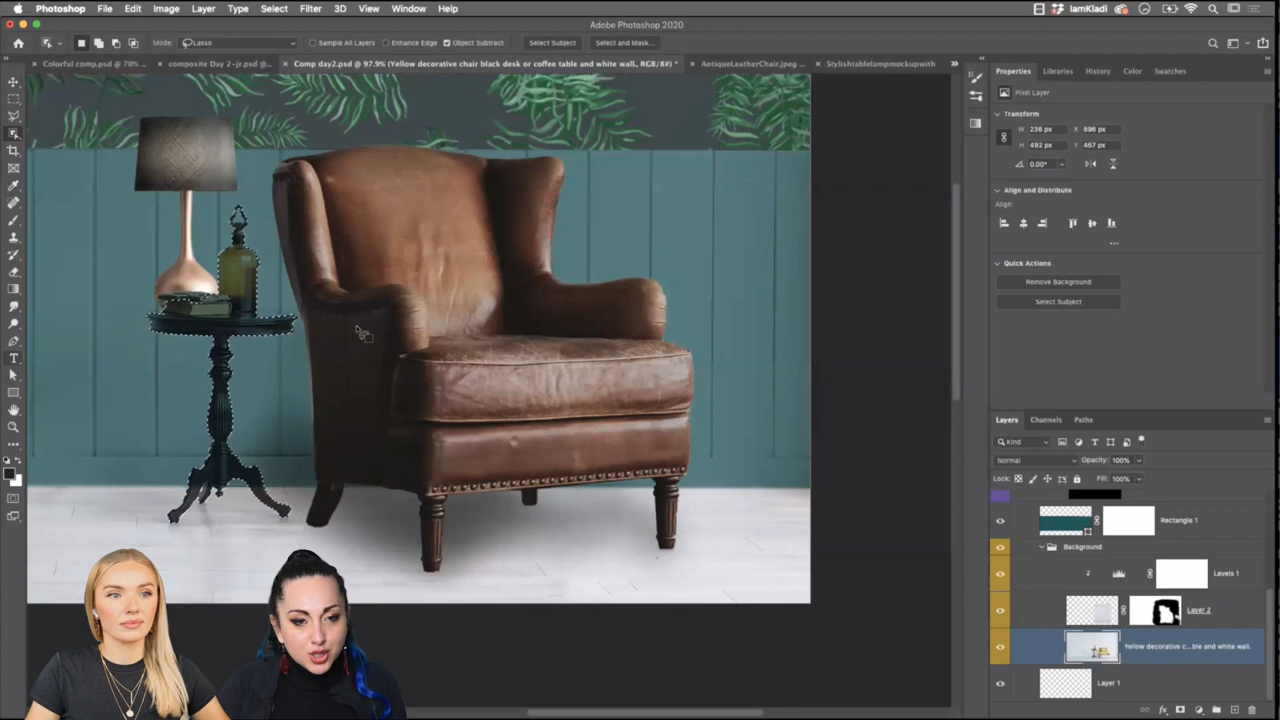 Photoshop File Edit Image Layer Type Select Filter 3D View Window Help IamKladi
Adobe Photoshop 2020
Mode: Lasso Sample All Layers Enhance Edge Object Subtract Select Subject Select and Mask...
Colorful comp.psd @ 70% ... composite Day 2-jr.psd @... Comp day2.psd @ 97.9% (Yellow decorative chair black desk or coffee table and white wall., RGB/8#) * AntiqueLeatherChair.jpeg ... Stylishtablelampmockupwith
Properties Libraries History Color Swatches
Pixel Layer
Transform
W 236 px X 896 px
H 492 px Y 467 px
0.00°
Align and Distribute
Align:
Quick Actions
Remove Background
Select Subject
Layers Channels Paths
Kind
Normal Opacity: 100%
Lock: Fill: 100%
Rectangle 1
Background
Levels 1
Layer 2
Yellow decorative c...ble and white wall.
Layer 1